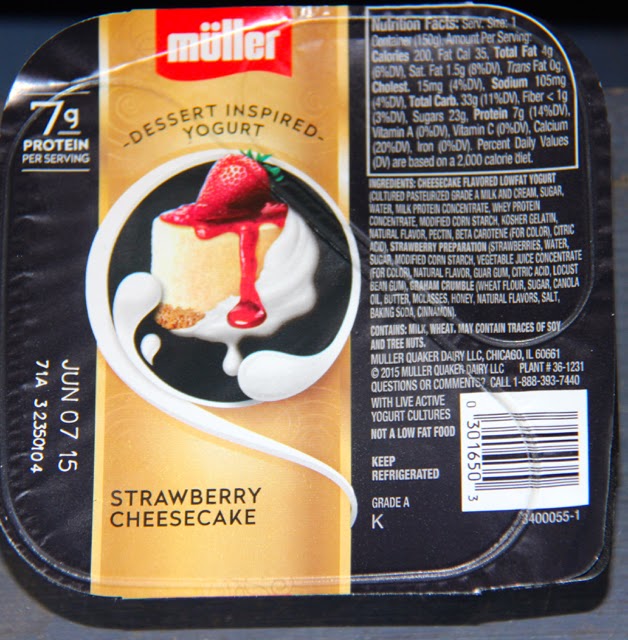 müller
7g
PROTEIN
PER SERVING
-DESSERT INSPIRED-
YOGURT
STRAWBERRY
CHEESECAKE
JUN 07 15
71A 3 235010 4
Nutrition Facts: Serv. Size: 1
Container (150g), Amount Per Serving:
Calories 200, Fat Cal 35, Total Fat 4g
(6%DV), Sat. Fat 1.5g (8%DV), Trans Fat 0g,
Cholest. 15mg (4%DV), Sodium 105mg
(4%DV), Total Carb. 33g (11%DV), Fiber < 1g
(3%DV), Sugars 23g, Protein 7g (14%DV),
Vitamin A (0%DV), Vitamin C (0%DV), Calcium
(20%DV), Iron (0%DV). Percent Daily Values
(DV) are based on a 2,000 calorie diet.
INGREDIENTS: CHEESECAKE FLAVORED LOWFAT YOGURT
(CULTURED PASTEURIZED GRADE A MILK AND CREAM, SUGAR,
WATER, MILK PROTEIN CONCENTRATE, WHEY PROTEIN
CONCENTRATE, MODIFIED CORN STARCH, KOSHER GELATIN,
NATURAL FLAVOR, PECTIN, BETA CAROTENE (FOR COLOR), CITRIC
ACID), STRAWBERRY PREPARATION (STRAWBERRIES, WATER,
SUGAR, MODIFIED CORN STARCH, VEGETABLE JUICE CONCENTRATE
(FOR COLOR), NATURAL FLAVOR, GUAR GUM, CITRIC ACID, LOCUST
BEAN GUM), GRAHAM CRUMBLE (WHEAT FLOUR, SUGAR, CANOLA
OIL, BUTTER, MOLASSES, HONEY, NATURAL FLAVORS, SALT,
BAKING SODA, CINNAMON).
CONTAINS: MILK, WHEAT. MAY CONTAIN TRACES OF SOY
AND TREE NUTS.
MULLER QUAKER DAIRY LLC, CHICAGO, IL 60661
© 2015 MULLER QUAKER DAIRY LLC PLANT # 36-1231
QUESTIONS OR COMMENTS? CALL 1-888-393-7440
WITH LIVE ACTIVE
YOGURT CULTURES
NOT A LOW FAT FOOD
KEEP
REFRIGERATED
GRADE A
K
0 301650 3
3400055-1